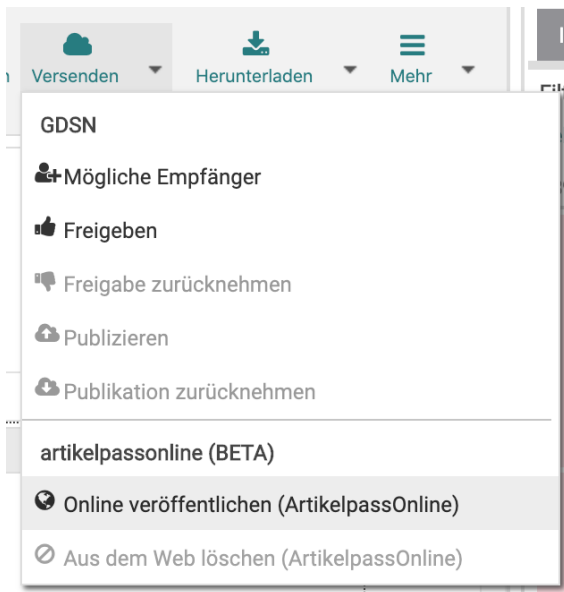 Versenden
Herunterladen
Mehr
GDSN
Mögliche Empfänger
Freigeben
Freigabe zurücknehmen
Publizieren
Publikation zurücknehmen
artikelpassonline (BETA)
Online veröffentlichen (ArtikelpassOnline)
Aus dem Web löschen (ArtikelpassOnline)